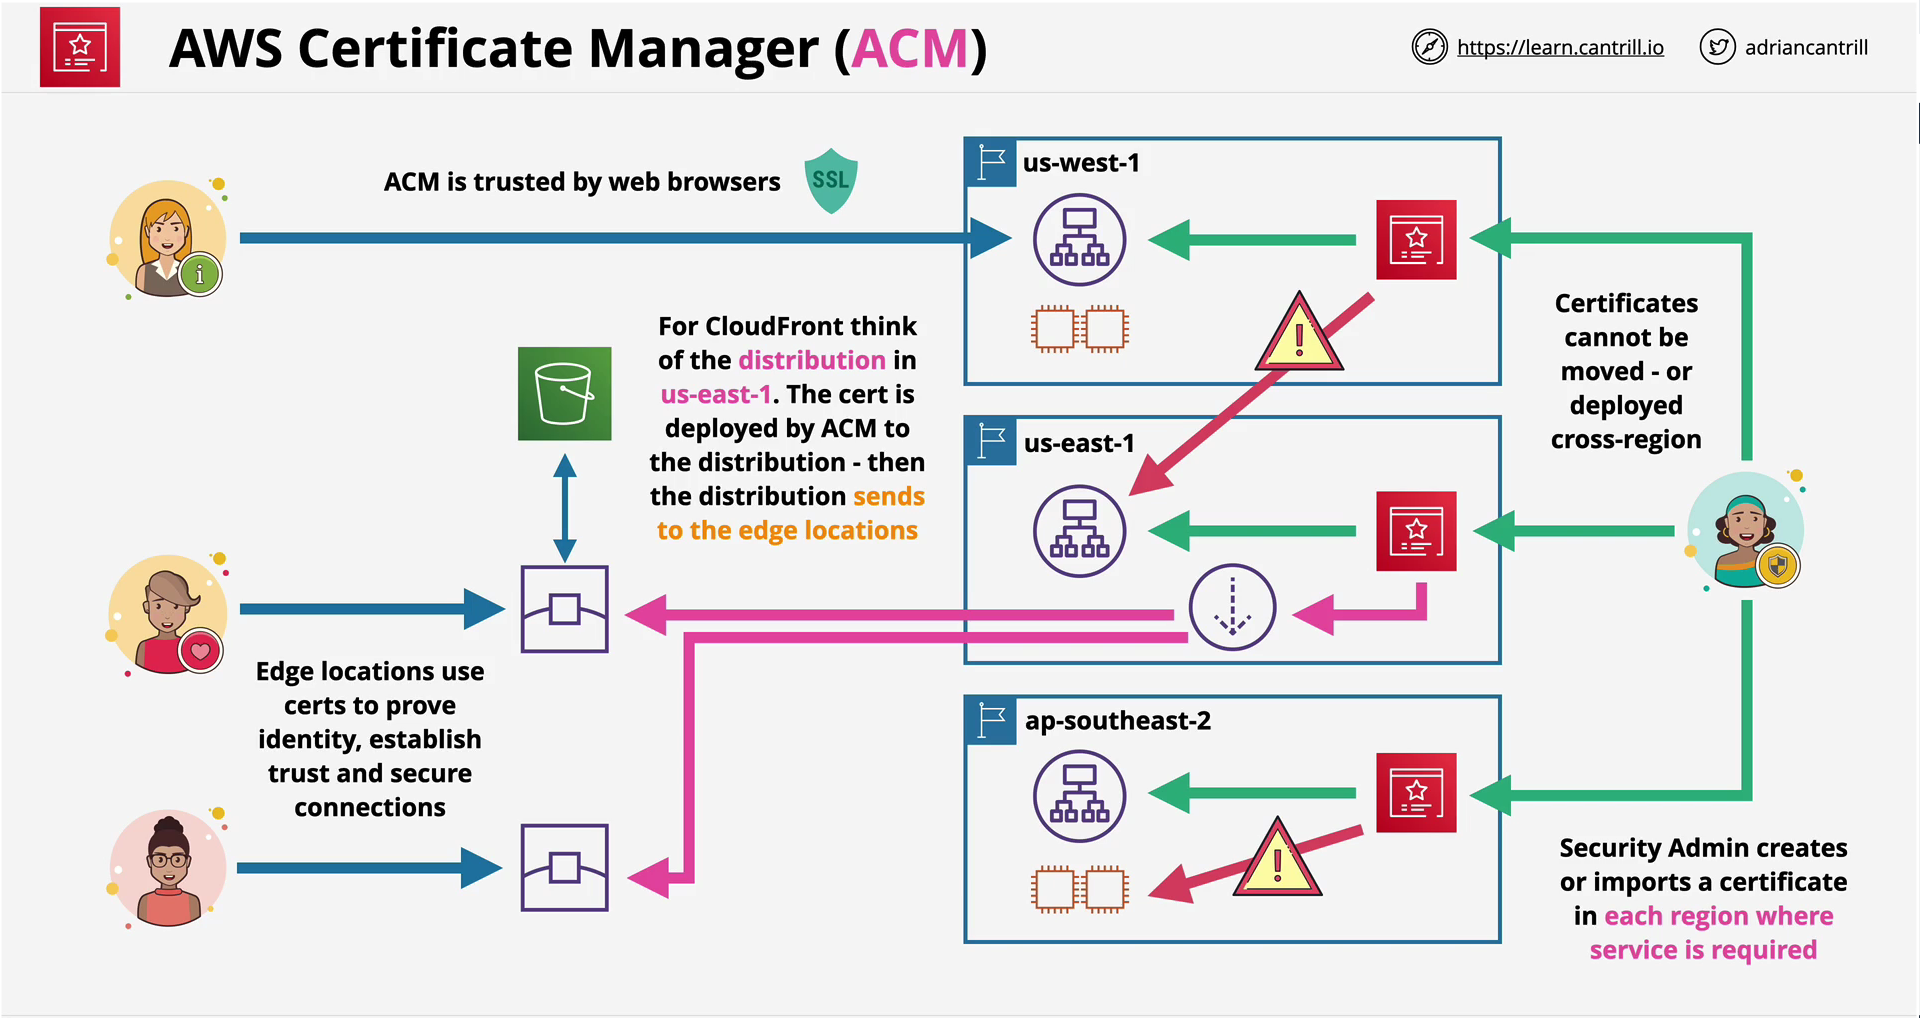 AWS Certificate Manager (ACM)
https://learn.cantrill.io
adriancantrill
ACM is trusted by web browsers
SSL
us-west-1
For CloudFront think
of the distribution in
us-east-1. The cert is
deployed by ACM to
the distribution - then
the distribution sends
to the edge locations
Certificates
cannot be
moved - or
deployed
cross-region
us-east-1
Edge locations use
certs to prove
identity, establish
trust and secure
connections
ap-southeast-2
Security Admin creates
or imports a certificate
in each region where
service is required